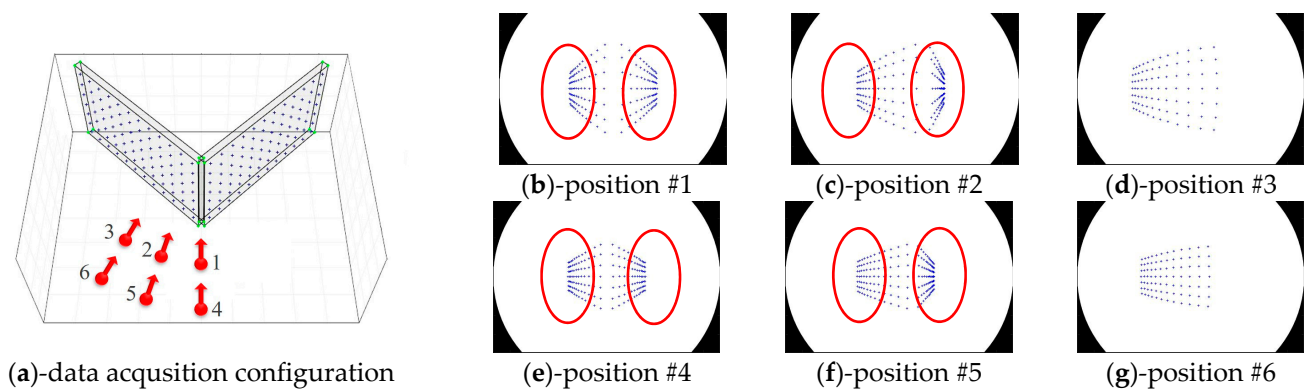 3
2
1
6
5
4
(a)-data acqusition configuration
(b)-position #1
(c)-position #2
(d)-position #3
(e)-position #4
(f)-position #5
(g)-position #6